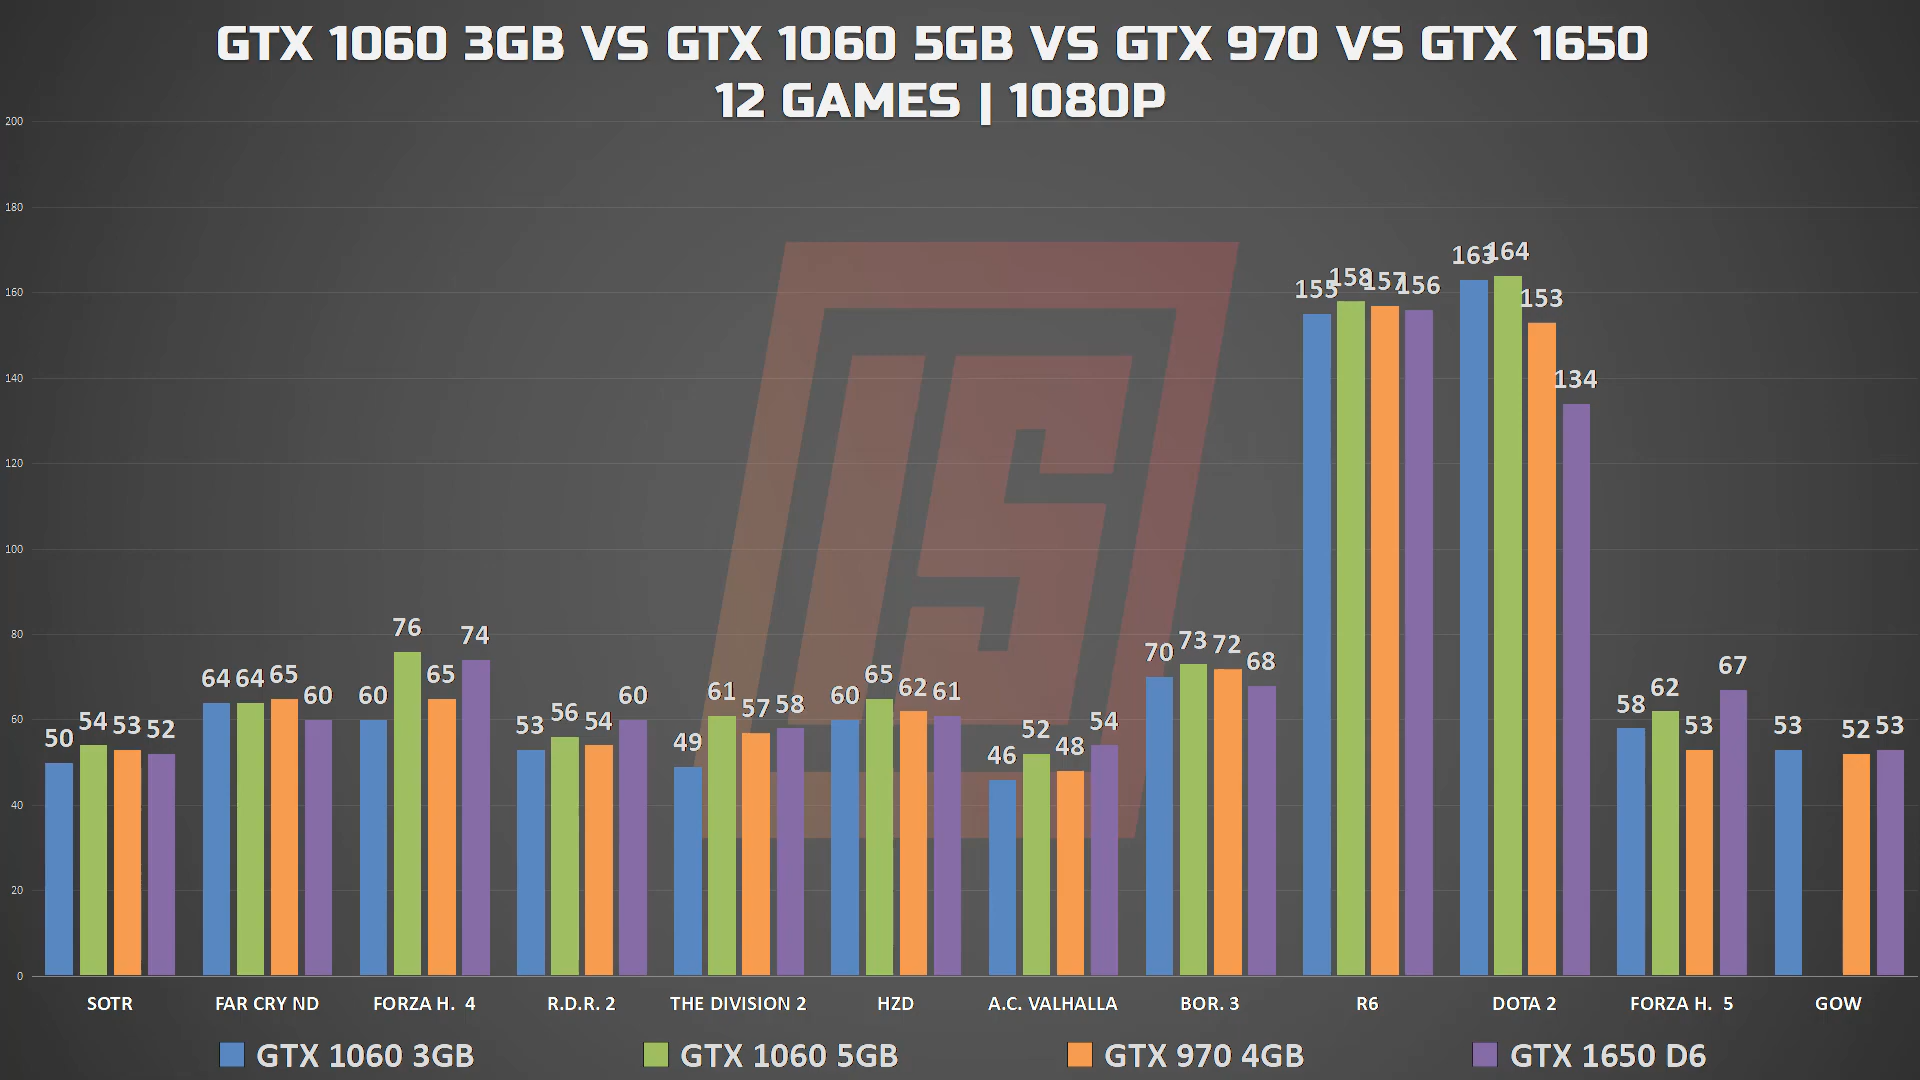 GTX 1060 3GB VS GTX 1060 5GB VS GTX 970 VS GTX 1650
12 GAMES | 1080P
200
180
160
140
120
100
80
60
40
20
0
50 54 53 52
64 64 65 60
60 76 65 74
53 56 54 60
49 61 57 58
60 65 62 61
46 52 48 54
70 73 72 68
155 158 157 156
163 164 153 134
58 62 53 67
53 52 53
SOTR FAR CRY ND FORZA H. 4 R.D.R. 2 THE DIVISION 2 HZD A.C. VALHALLA BOR. 3 R6 DOTA 2 FORZA H. 5 GOW
GTX 1060 3GB GTX 1060 5GB GTX 970 4GB GTX 1650 D6
IS